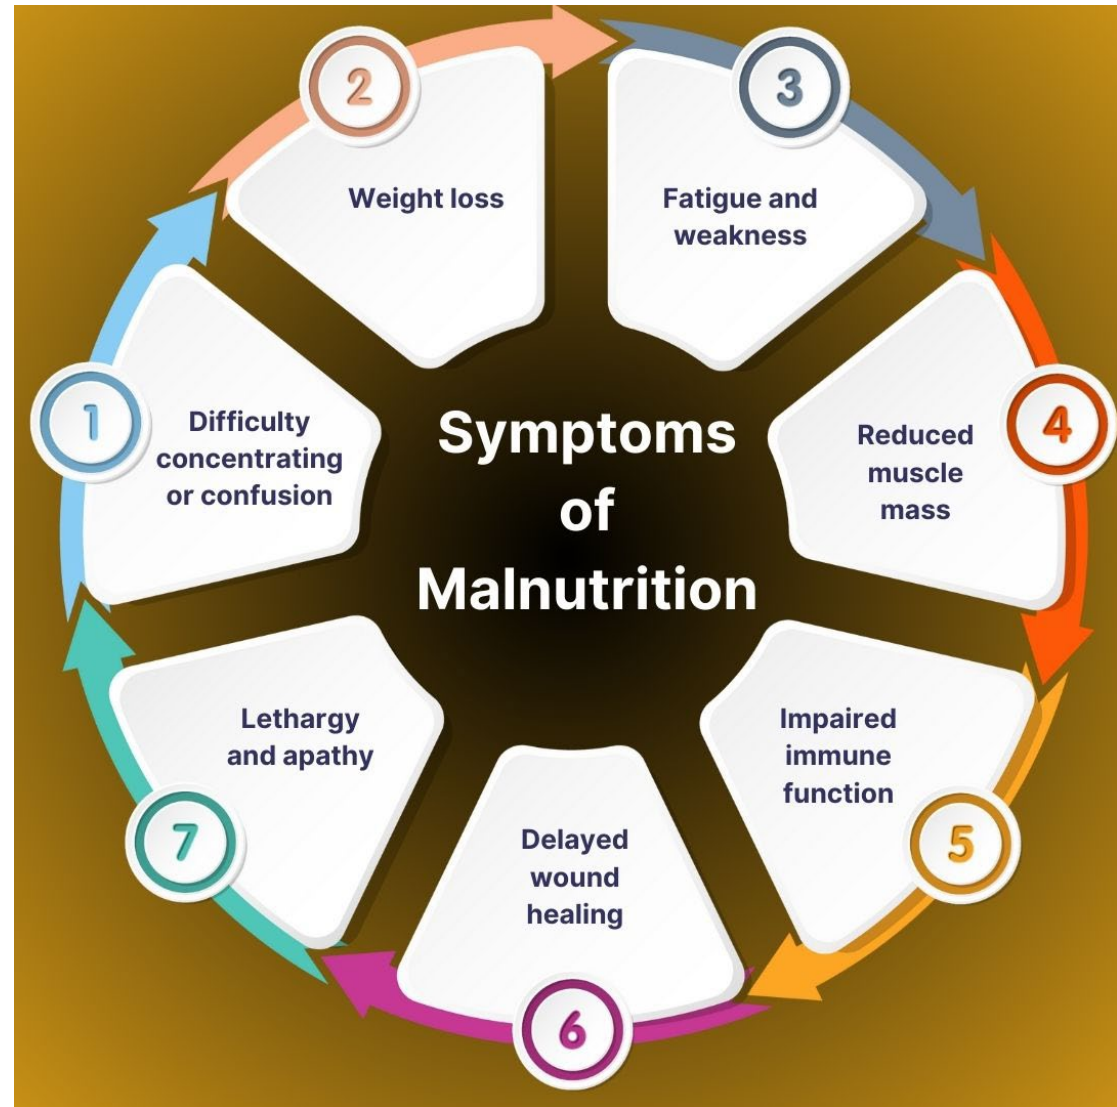 Symptoms
of
Malnutrition
1
Difficulty
concentrating
or confusion
2
Weight loss
3
Fatigue and
weakness
4
Reduced
muscle
mass
5
Impaired
immune
function
6
Delayed
wound
healing
7
Lethargy
and apathy